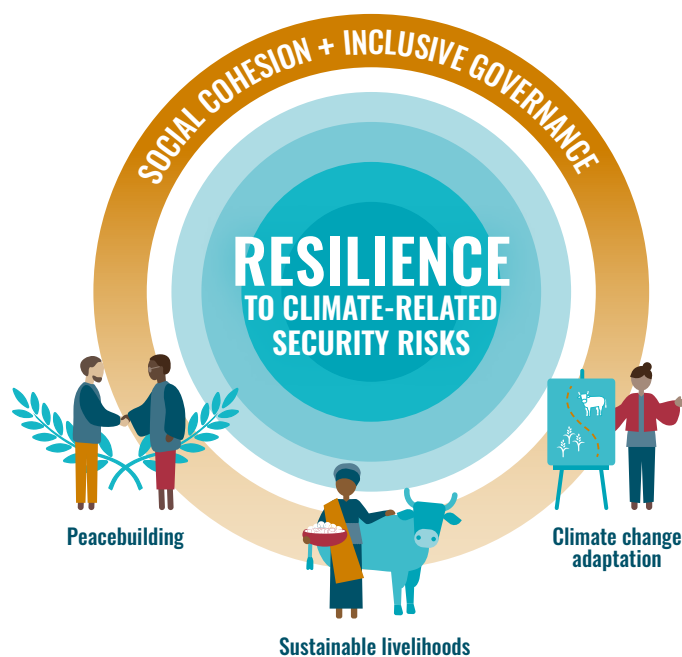 SOCIAL COHESION + INCLUSIVE GOVERNANCE
RESILIENCE
TO CLIMATE-RELATED
SECURITY RISKS
Peacebuilding
Climate change
adaptation
Sustainable livelihoods